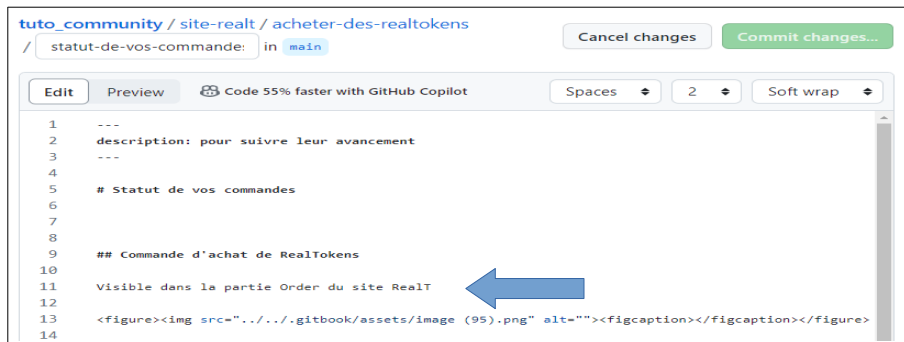 tuto_community / site-realt / acheter-des-realtokens
/ statut-de-vos-commande: in main
Cancel changes Commit changes...
Edit Preview Code 55% faster with GitHub Copilot Spaces 2 Soft wrap
1 ---
2 description: pour suivre leur avancement
3 ---
4
5 # Statut de vos commandes
6
7
8
9 ## Commande d'achat de RealTokens
10
11 Visible dans la partie Order du site RealT
12
13 <figure><img src="../../.gitbook/assets/image (95).png" alt=""><figcaption></figcaption></figure>
14